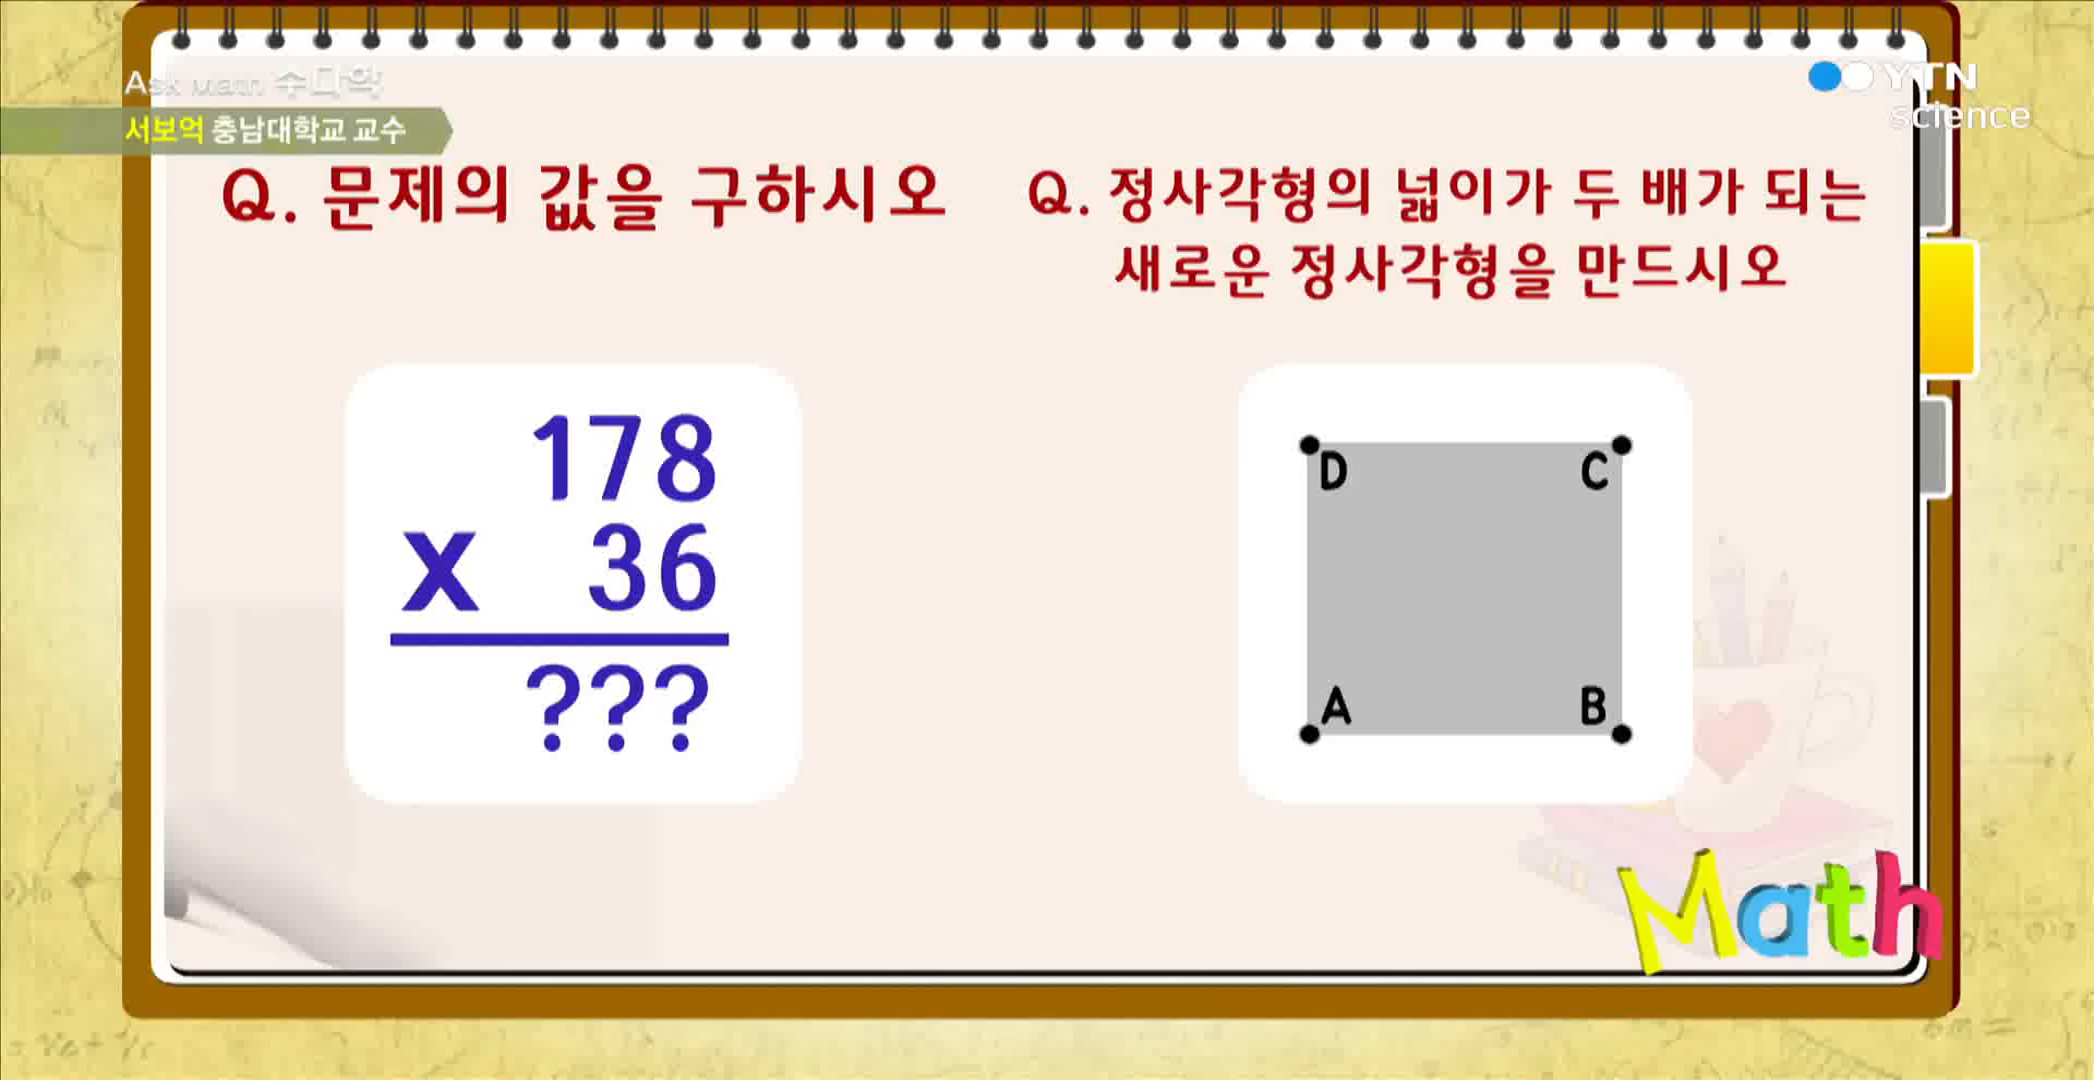 Ask Math 수다학
서보억 충남대학교 교수
YTN
science
Q. 문제의 값을 구하시오
178
x 36
???
Q. 정사각형의 넓이가 두 배가 되는
새로운 정사각형을 만드시오
D C
A B
Math